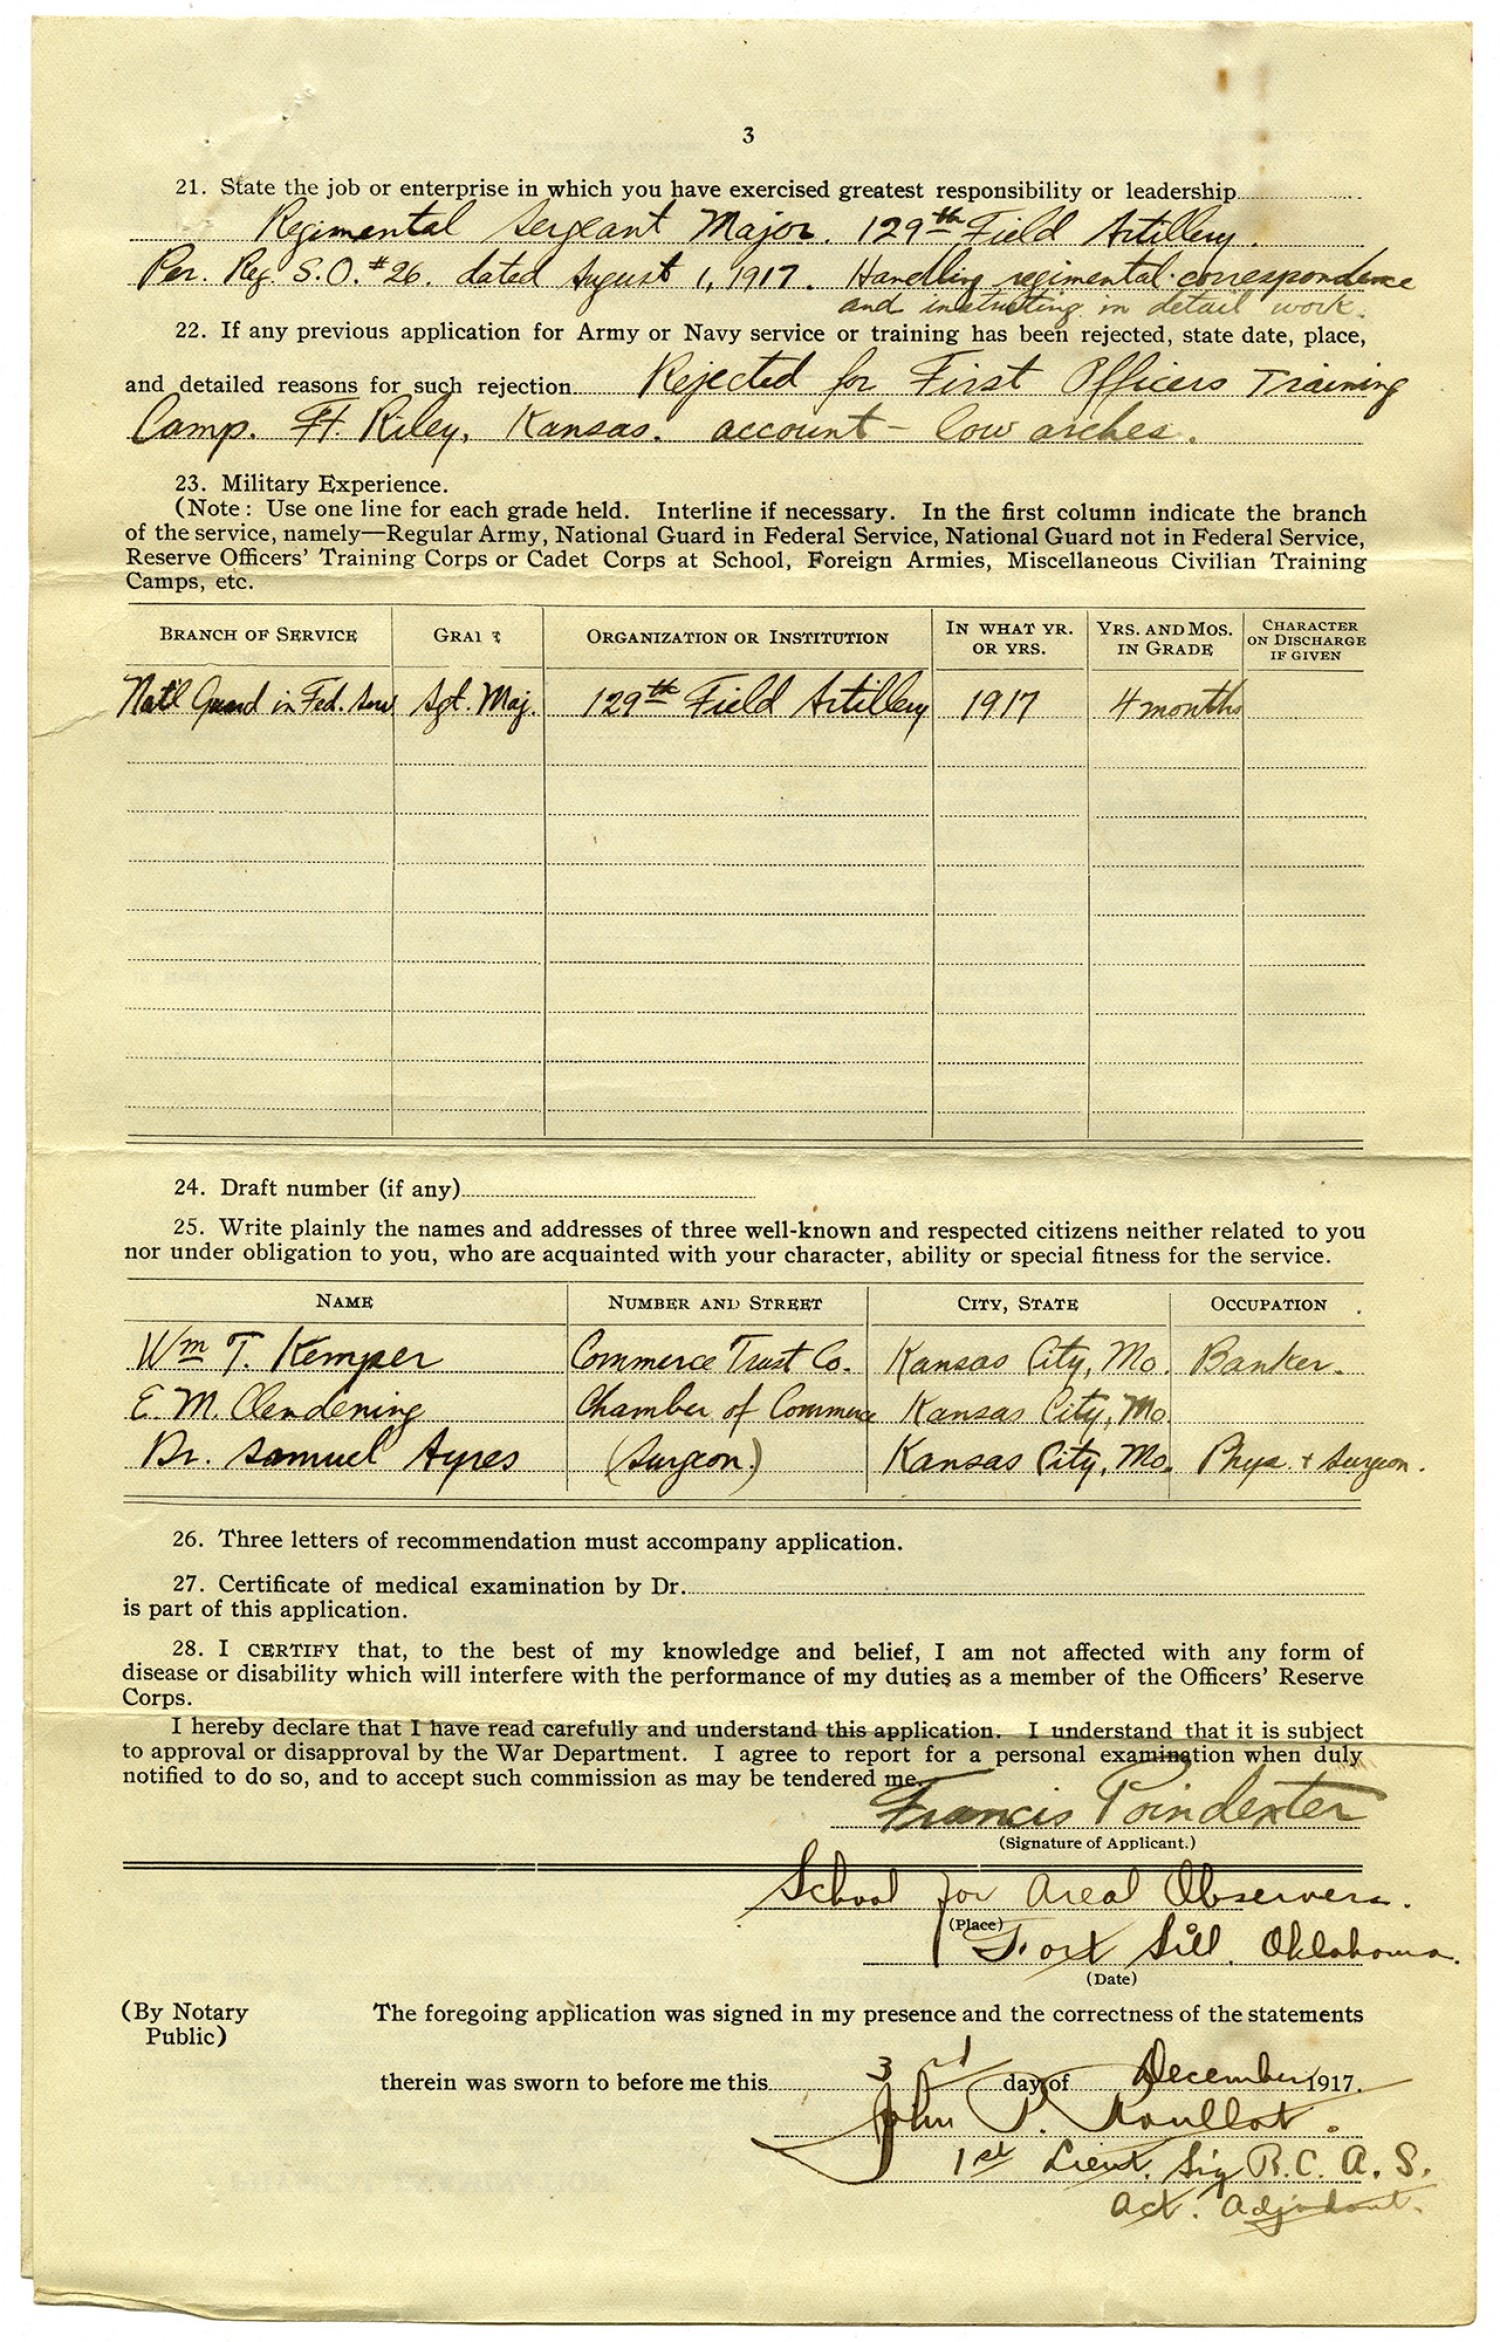 3
21. State the job or enterprise in which you have exercised greatest responsibility or leadership
Regimental Sergeant Major. 129th Field Artillery.
Per. Reg. S.O. #26. dated August 1, 1917. Handling regimental correspondence
and instructing in detail work.
22. If any previous application for Army or Navy service or training has been rejected, state date, place,
and detailed reasons for such rejection Rejected for First Officers Training
Camp. Ft. Riley, Kansas. account - low arches.
23. Military Experience.
(Note: Use one line for each grade held. Interline if necessary. In the first column indicate the branch
of the service, namely—Regular Army, National Guard in Federal Service, National Guard not in Federal Service,
Reserve Officers' Training Corps or Cadet Corps at School, Foreign Armies, Miscellaneous Civilian Training
Camps, etc.
BRANCH OF SERVICE GRADE ORGANIZATION OR INSTITUTION IN WHAT YR. OR YRS. YRS. AND MOS. IN GRADE CHARACTER ON DISCHARGE IF GIVEN
Nat'l Guard in Fed. Serv Sgt. Maj. 129th Field Artillery 1917 4 months
24. Draft number (if any)
25. Write plainly the names and addresses of three well-known and respected citizens neither related to you
nor under obligation to you, who are acquainted with your character, ability or special fitness for the service.
NAME NUMBER AND STREET CITY, STATE OCCUPATION
Wm T. Kemper Commerce Trust Co. Kansas City, Mo. Banker.
E. M. Clendening Chamber of Commerce Kansas City, Mo.
Dr. Samuel Ayres (Surgeon.) Kansas City, Mo. Phys. + Surgeon.
26. Three letters of recommendation must accompany application.
27. Certificate of medical examination by Dr.
is part of this application.
28. I CERTIFY that, to the best of my knowledge and belief, I am not affected with any form of
disease or disability which will interfere with the performance of my duties as a member of the Officers' Reserve
Corps.
I hereby declare that I have read carefully and understand this application. I understand that it is subject
to approval or disapproval by the War Department. I agree to report for a personal examination when duly
notified to do so, and to accept such commission as may be tendered me.
Francis Poindexter
(Signature of Applicant.)
School for Areal Observers.
(Place)
Fort Sill. Oklahoma.
(Date)
(By Notary Public) The foregoing application was signed in my presence and the correctness of the statements
therein was sworn to before me this 3rd day of December 1917.
John P.
1st Lieut. Sig R.C. A. S.
Act. Adjutant.